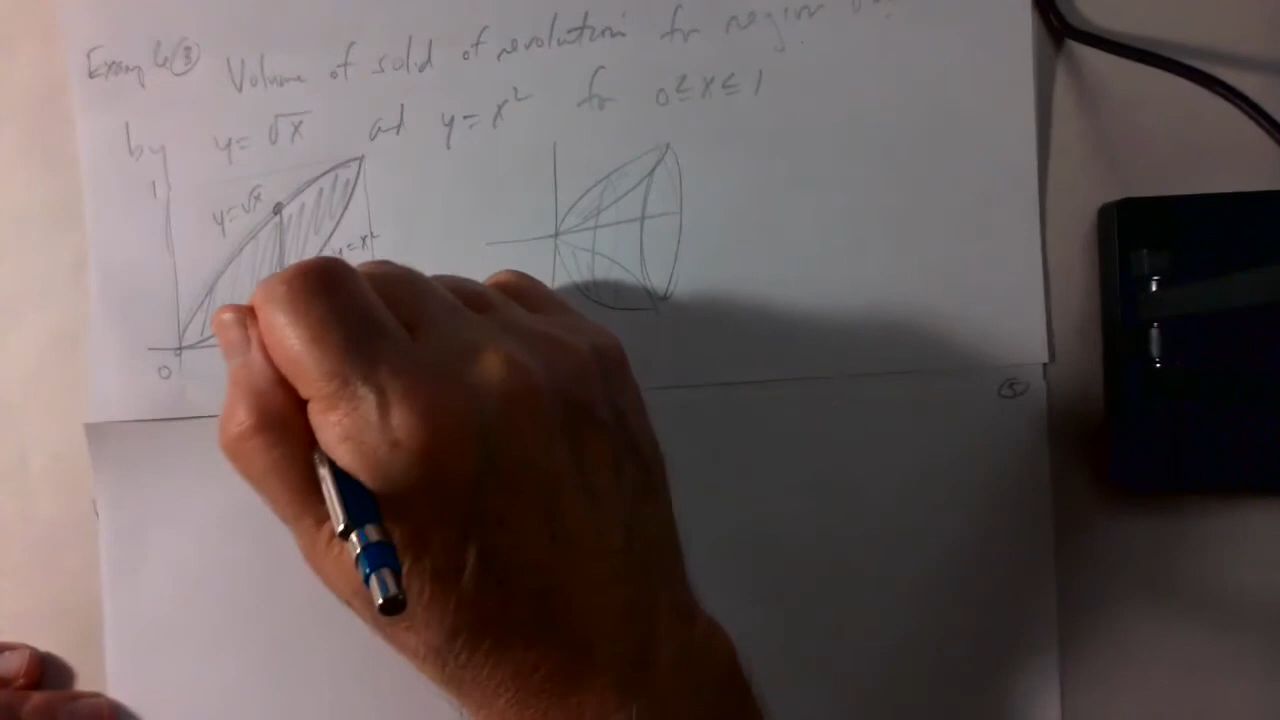 Example ③ Volume of solid of revolution for region
by y = √x and y = x² for 0 ≤ x ≤ 1
1
y = √x
y = x²
0
⑤